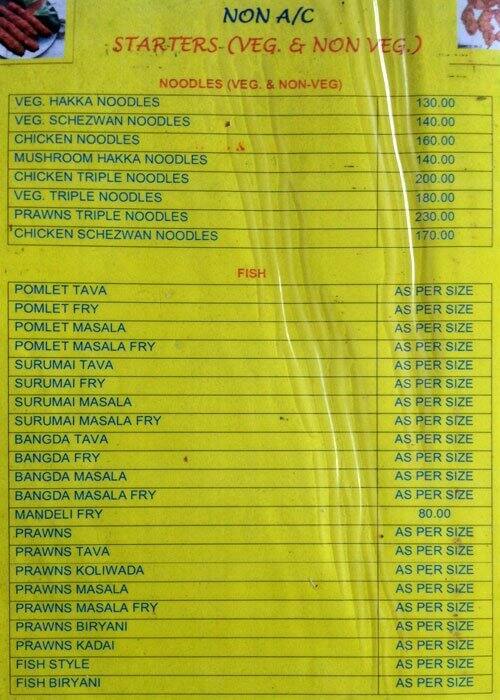 NON A/C
STARTERS-(VEG. & NON VEG.)
NOODLES (VEG. & NON-VEG)
VEG. HAKKA NOODLES 130.00
VEG. SCHEZWAN NOODLES 140.00
CHICKEN NOODLES 160.00
MUSHROOM HAKKA NOODLES 140.00
CHICKEN TRIPLE NOODLES 200.00
VEG. TRIPLE NOODLES 180.00
PRAWNS TRIPLE NOODLES 230.00
CHICKEN SCHEZWAN NOODLES 170.00
FISH
POMLET TAVA AS PER SIZE
POMLET FRY AS PER SIZE
POMLET MASALA AS PER SIZE
POMLET MASALA FRY AS PER SIZE
SURUMAI TAVA AS PER SIZE
SURUMAI FRY AS PER SIZE
SURUMAI MASALA AS PER SIZE
SURUMAI MASALA FRY AS PER SIZE
BANGDA TAVA AS PER SIZE
BANGDA FRY AS PER SIZE
BANGDA MASALA AS PER SIZE
BANGDA MASALA FRY AS PER SIZE
MANDELI FRY 80.00
PRAWNS AS PER SIZE
PRAWNS TAVA AS PER SIZE
PRAWNS KOLIWADA AS PER SIZE
PRAWNS MASALA AS PER SIZE
PRAWNS MASALA FRY AS PER SIZE
PRAWNS BIRYANI AS PER SIZE
PRAWNS KADAI AS PER SIZE
FISH STYLE AS PER SIZE
FISH BIRYANI AS PER SIZE